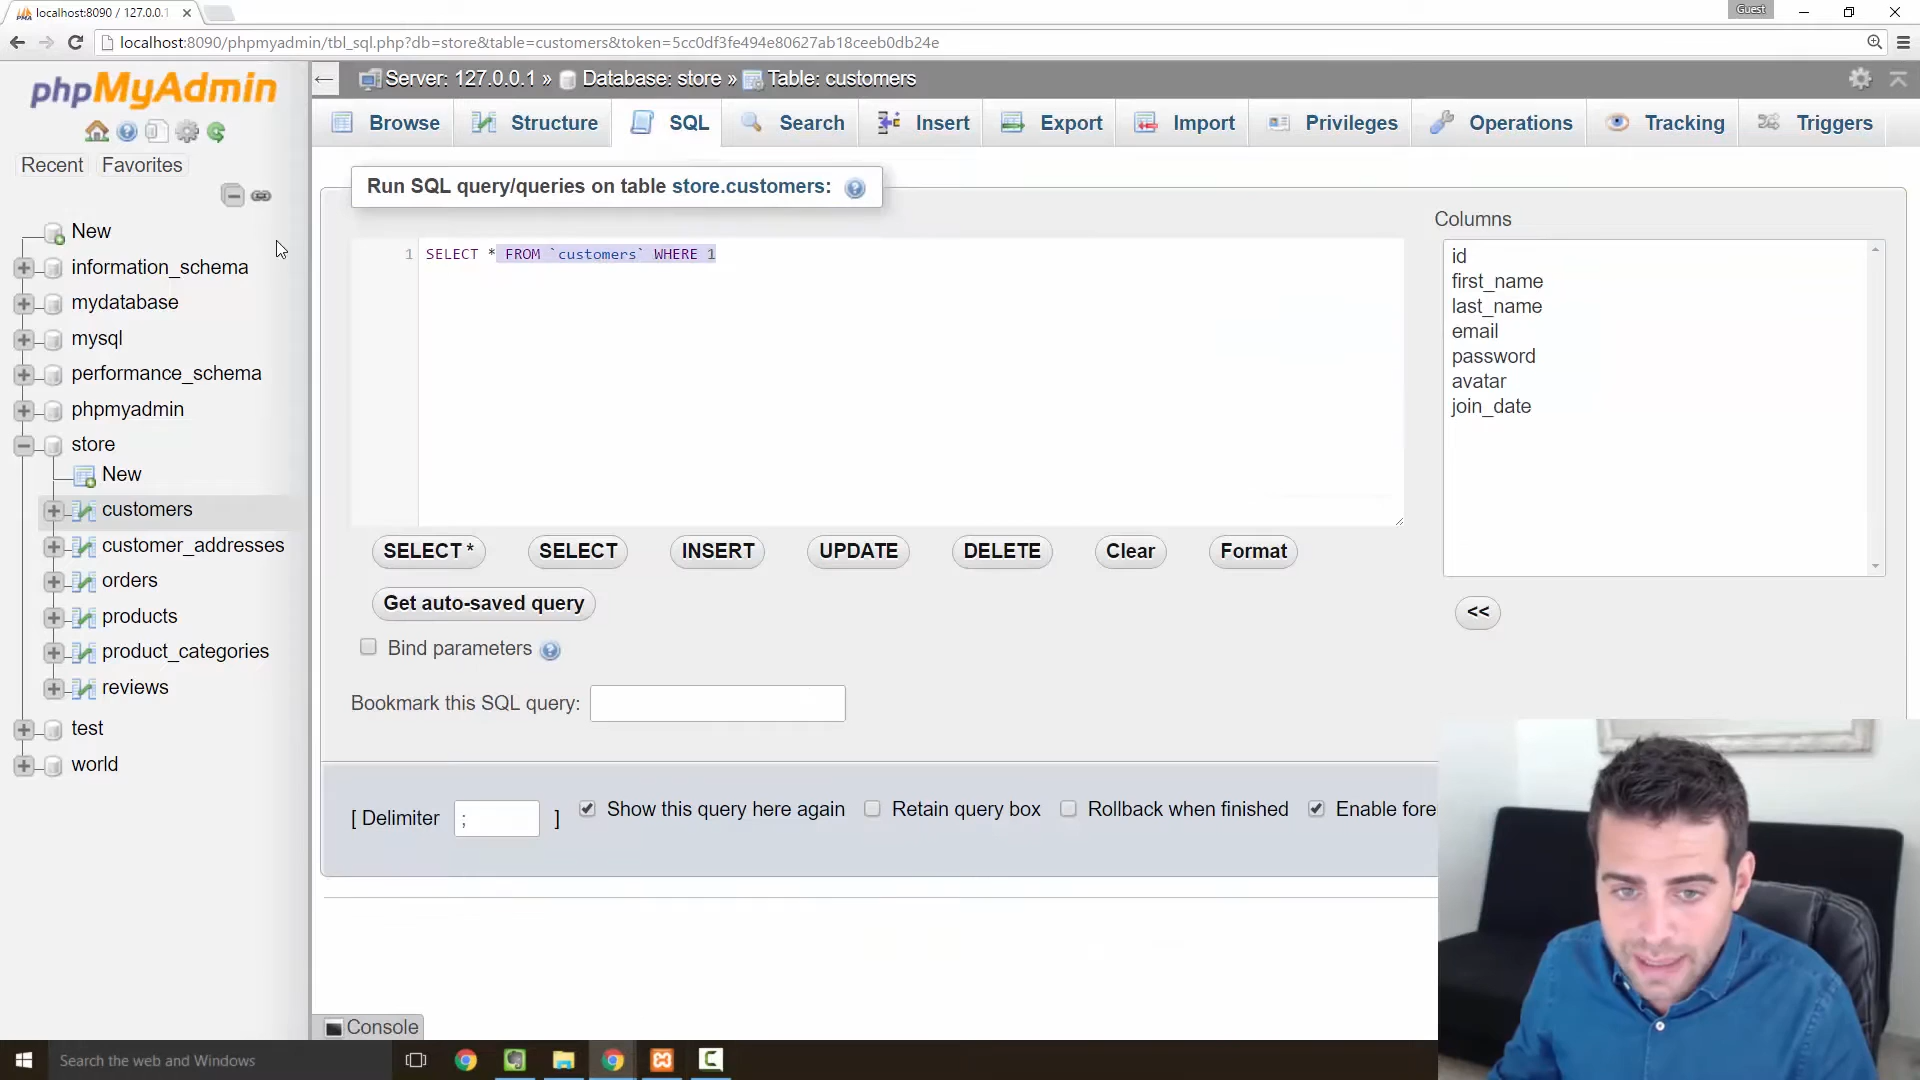 localhost:8090 / 127.0.0.1
Guest
localhost:8090/phpmyadmin/tbl_sql.php?db=store&table=customers&token=5cc0df3fe494e80627ab18ceeb0db24e
phpMyAdmin
Recent Favorites
New
information_schema
mydatabase
mysql
performance_schema
phpmyadmin
store
New
customers
customer_addresses
orders
products
product_categories
reviews
test
world
Server: 127.0.0.1 » Database: store » Table: customers
Browse Structure SQL Search Insert Export Import Privileges Operations Tracking Triggers
Run SQL query/queries on table store.customers:
1 SELECT * FROM `customers` WHERE 1
Columns
id
first_name
last_name
email
password
avatar
join_date
SELECT * SELECT INSERT UPDATE DELETE Clear Format
Get auto-saved query
<<
Bind parameters
Bookmark this SQL query:
[ Delimiter ; ] Show this query here again Retain query box Rollback when finished Enable fore
Console
Search the web and Windows